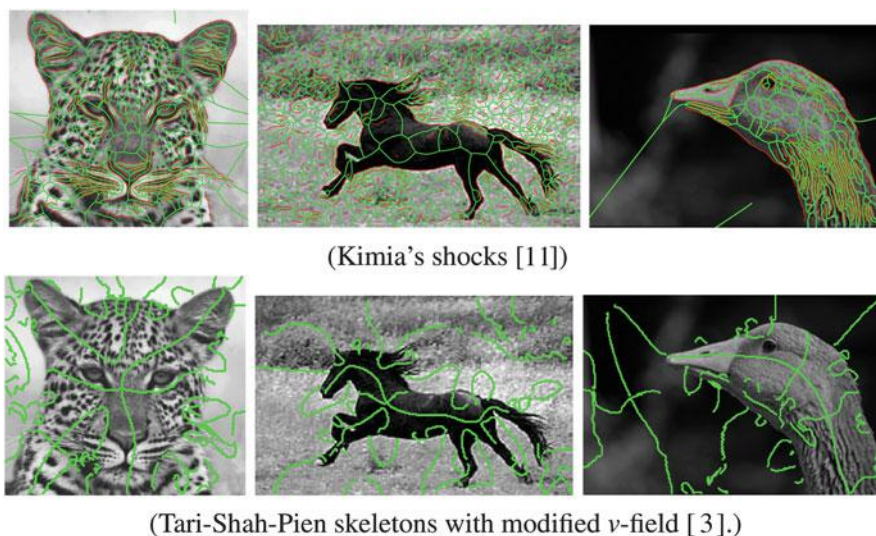 (Kimia's shocks [11])
(Tari-Shah-Pien skeletons with modified v-field [3].)